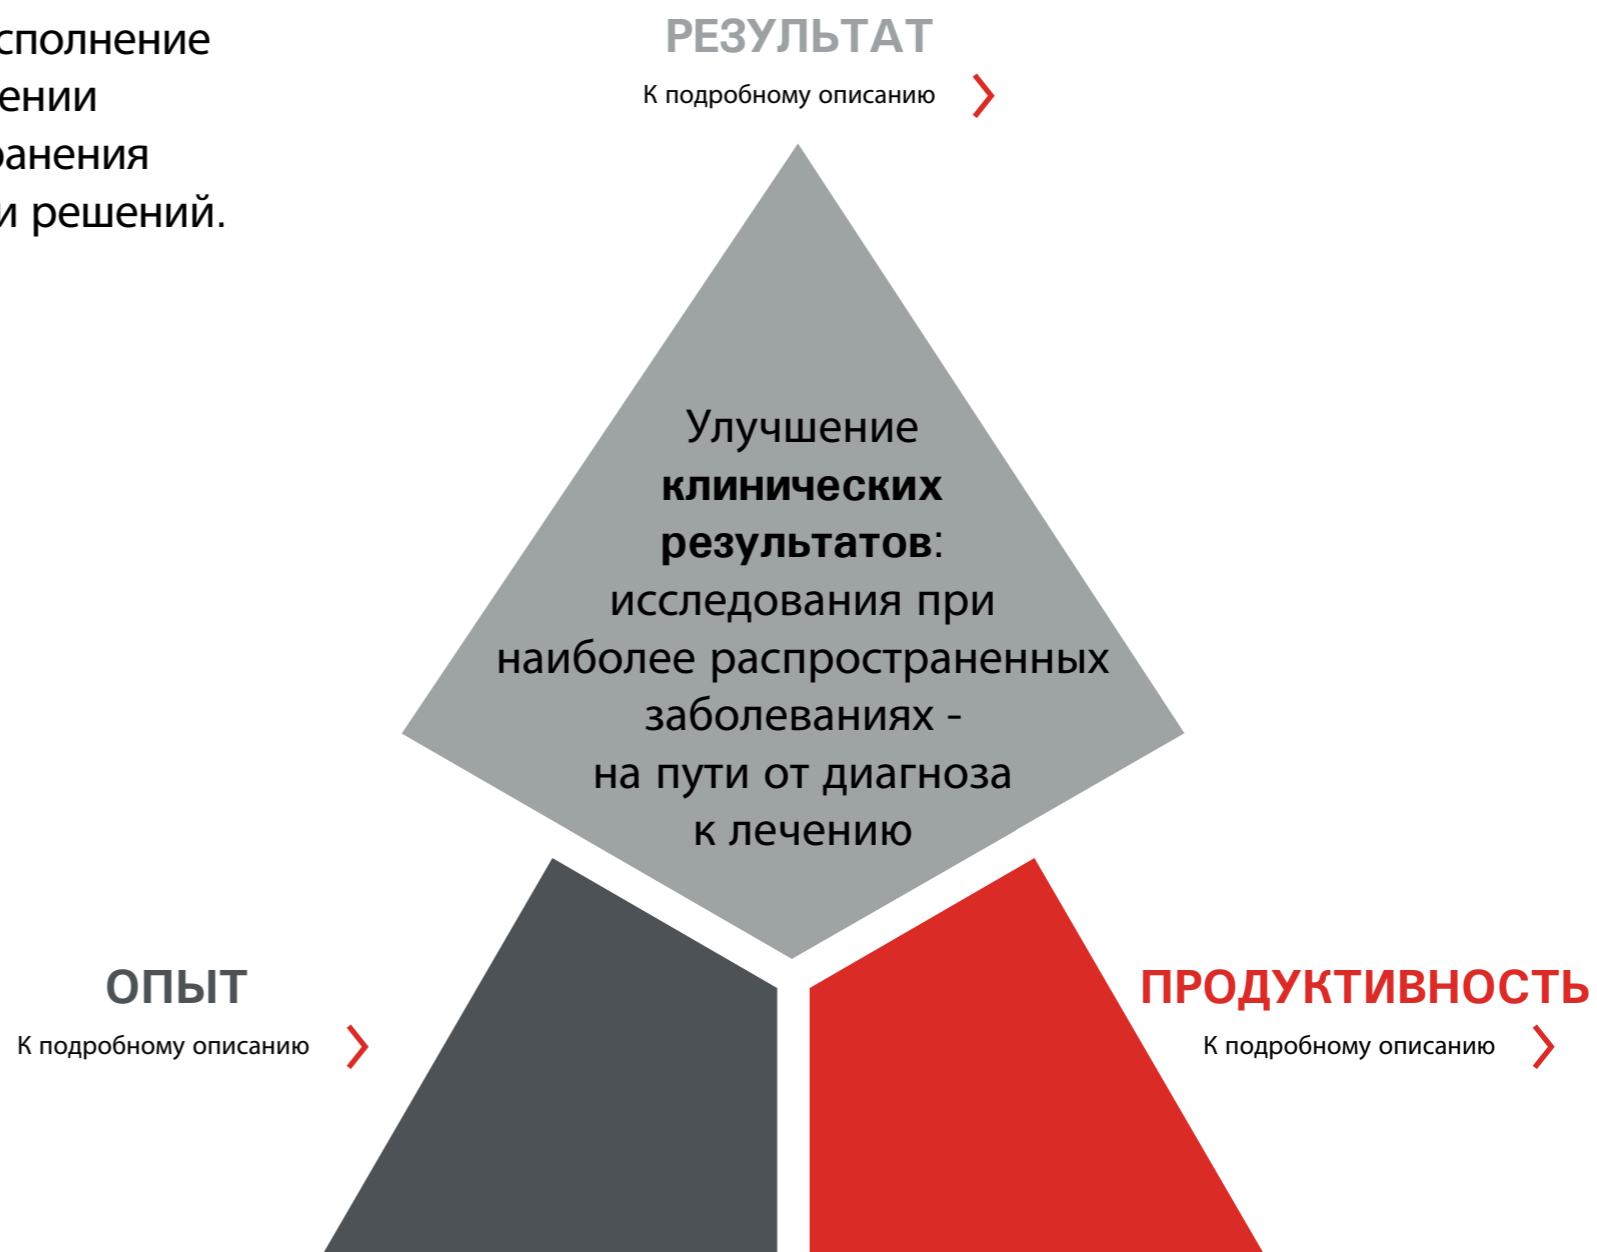 сполнение
ении
ранения
и решений.
РЕЗУЛЬТАТ
К подробному описанию
Улучшение
клинических
результатов:
исследования при
наиболее распространенных
заболеваниях -
на пути от диагноза
к лечению
ОПЫТ
К подробному описанию
ПРОДУКТИВНОСТЬ
К подробному описанию